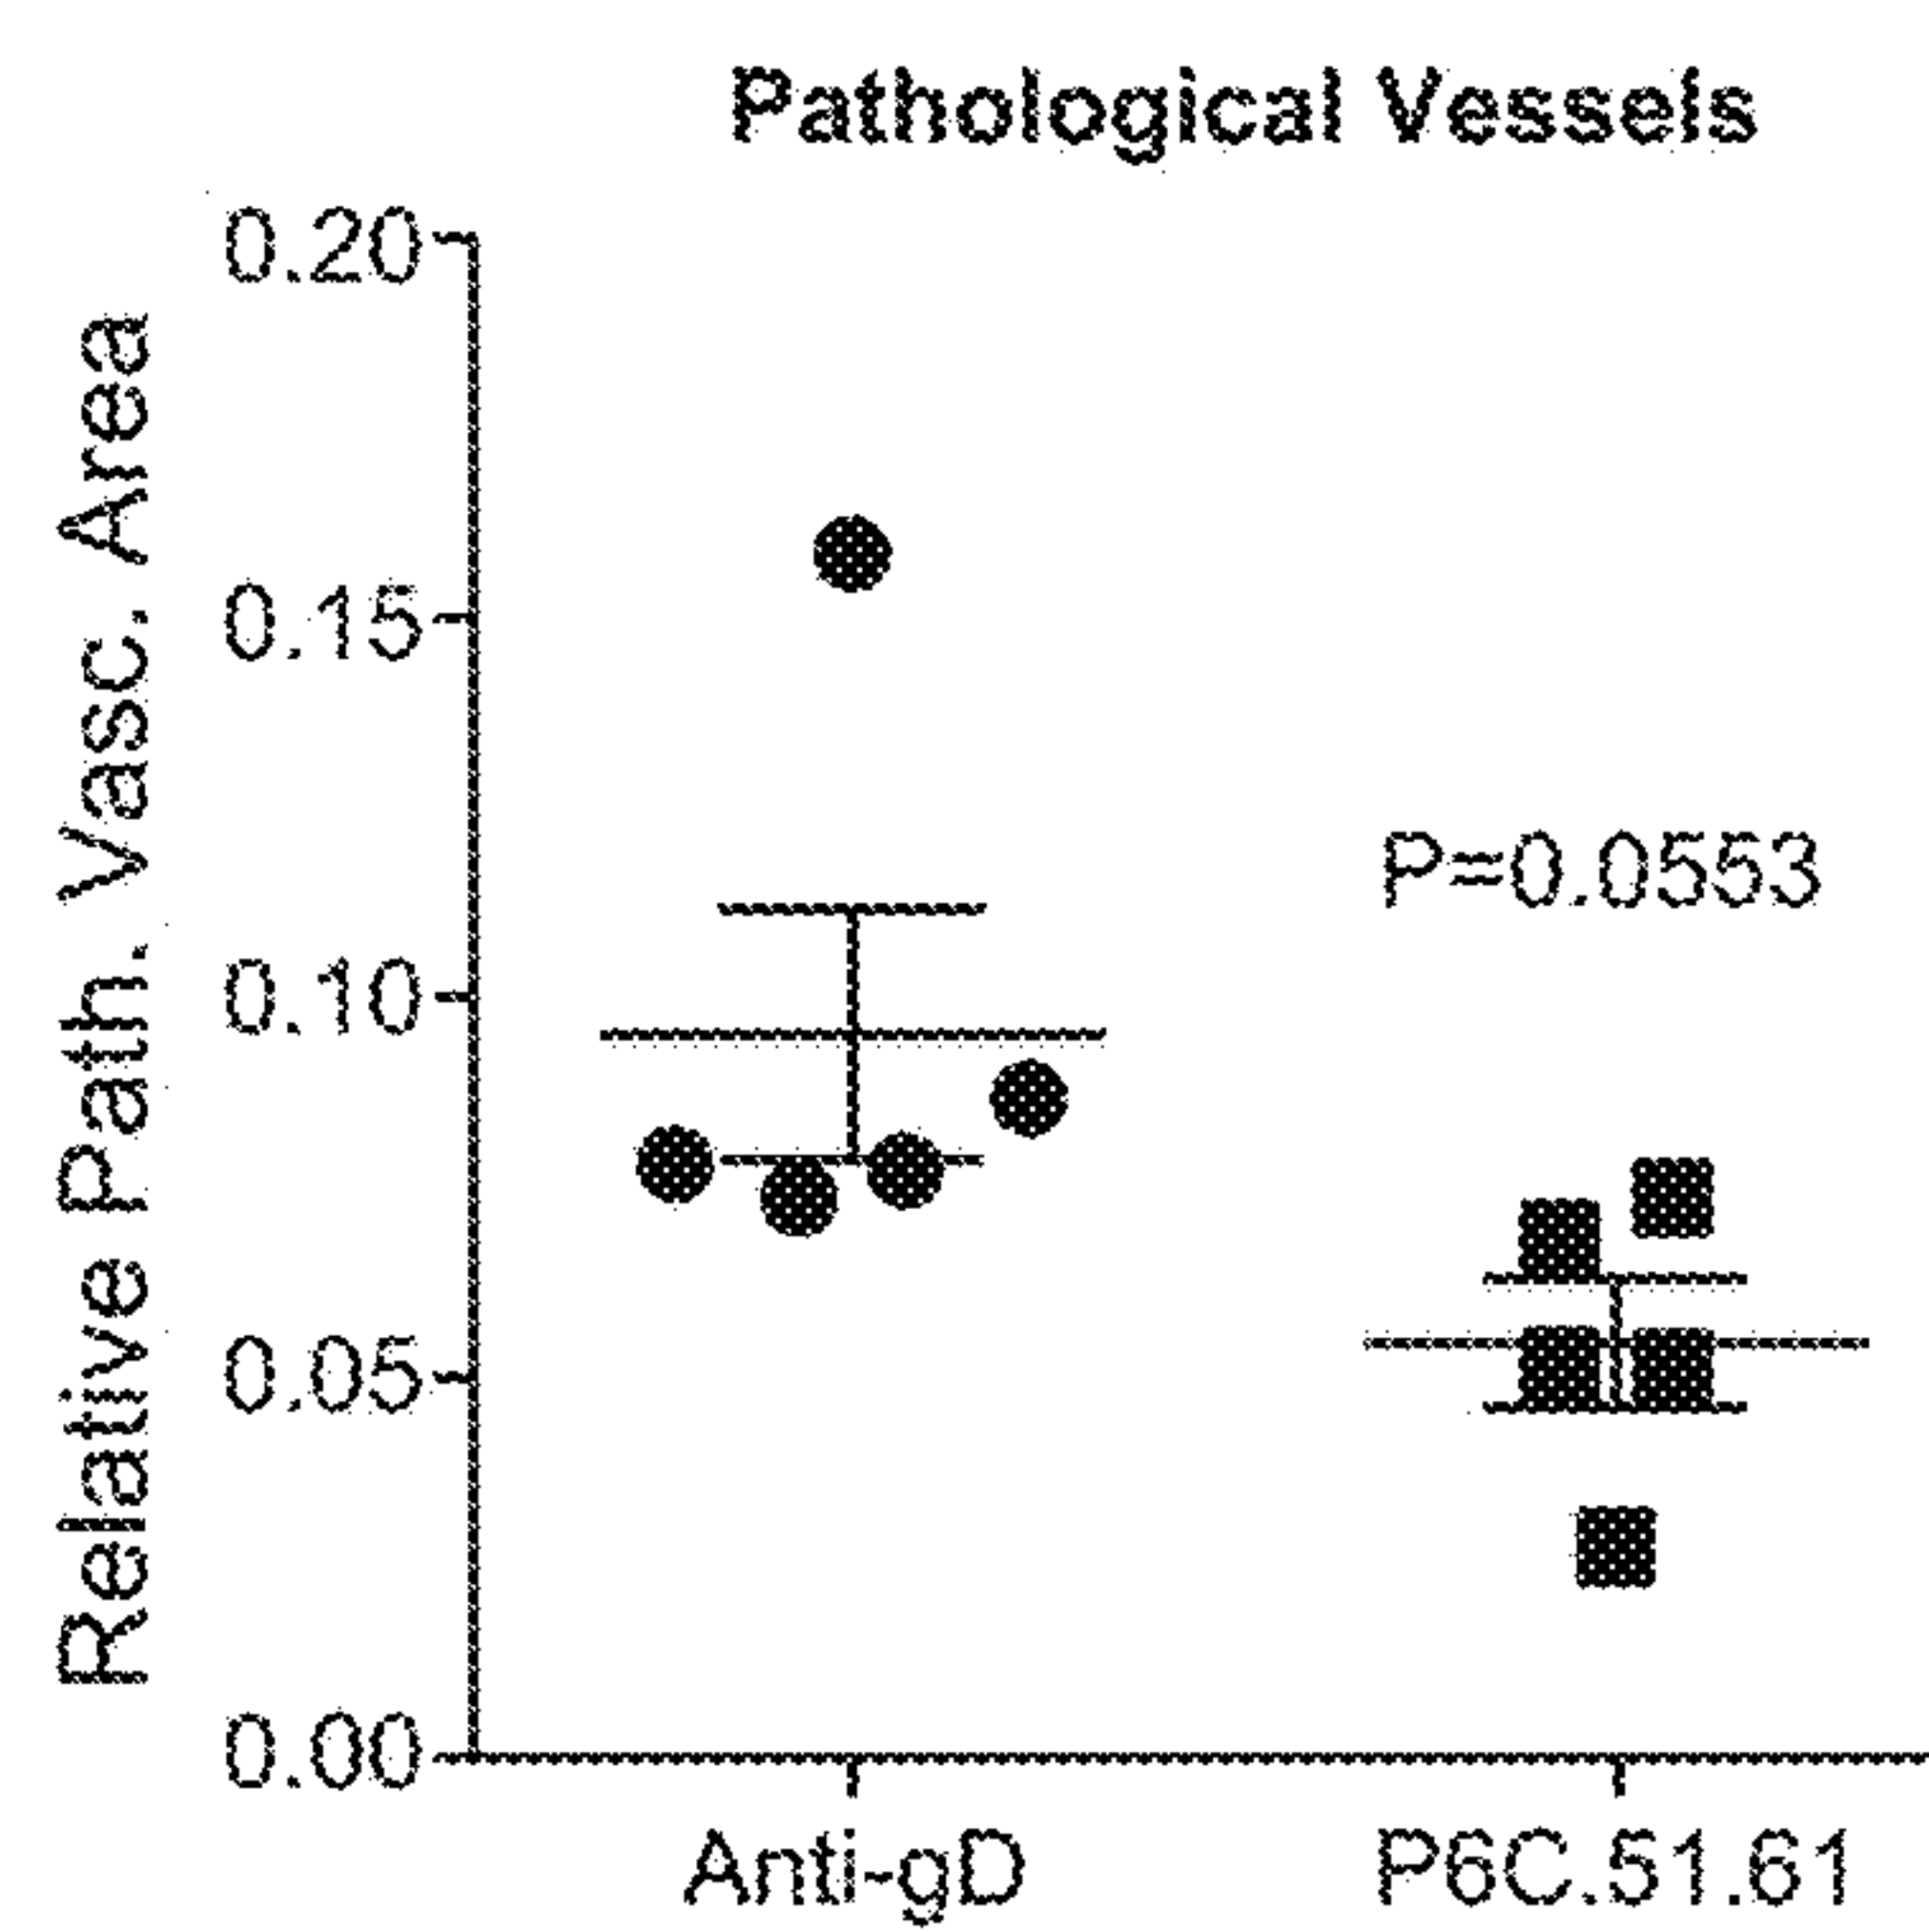 Pathological Vessels
Relative Path. Vasc. Area
0.20
0.15
0.10
0.05
0.00
P=0.0553
Anti-gD
P6C.51.61